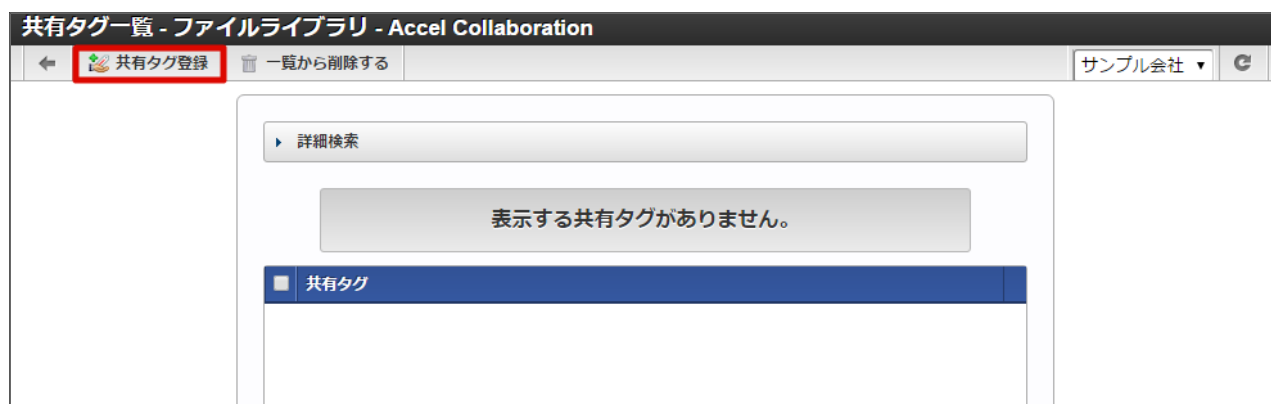 共有タグ一覧 - ファイルライブラリ - Accel Collaboration
共有タグ登録 一覧から削除する サンプル会社
詳細検索
表示する共有タグがありません。
共有タグ